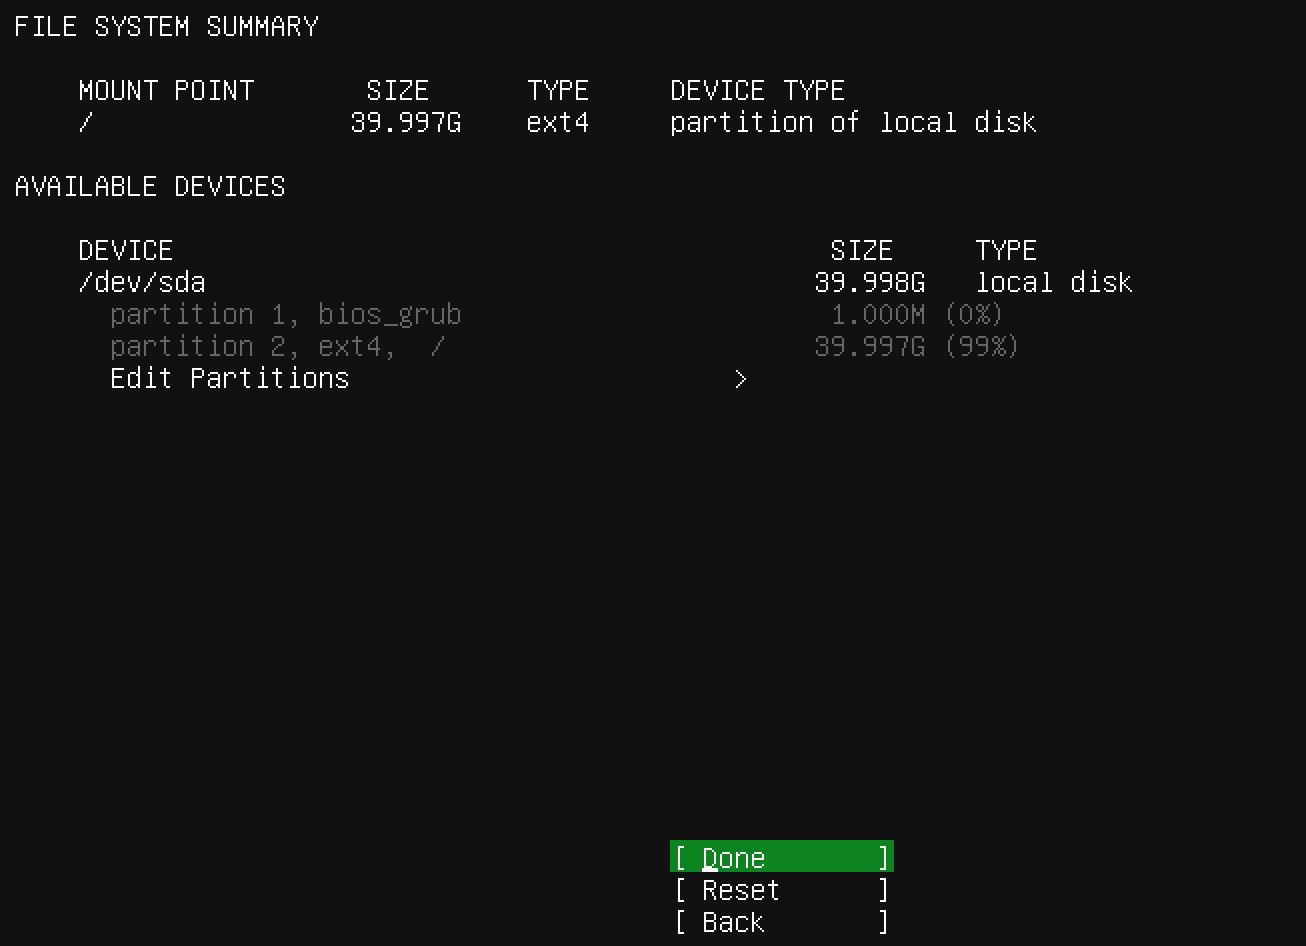 FILE SYSTEM SUMMARY
MOUNT POINT SIZE TYPE DEVICE TYPE
/ 39.997G ext4 partition of local disk
AVAILABLE DEVICES
DEVICE SIZE TYPE
/dev/sda 39.998G local disk
partition 1, bios_grub 1.000M (0%)
partition 2, ext4, / 39.997G (99%)
Edit Partitions >
[ Done ]
[ Reset ]
[ Back ]